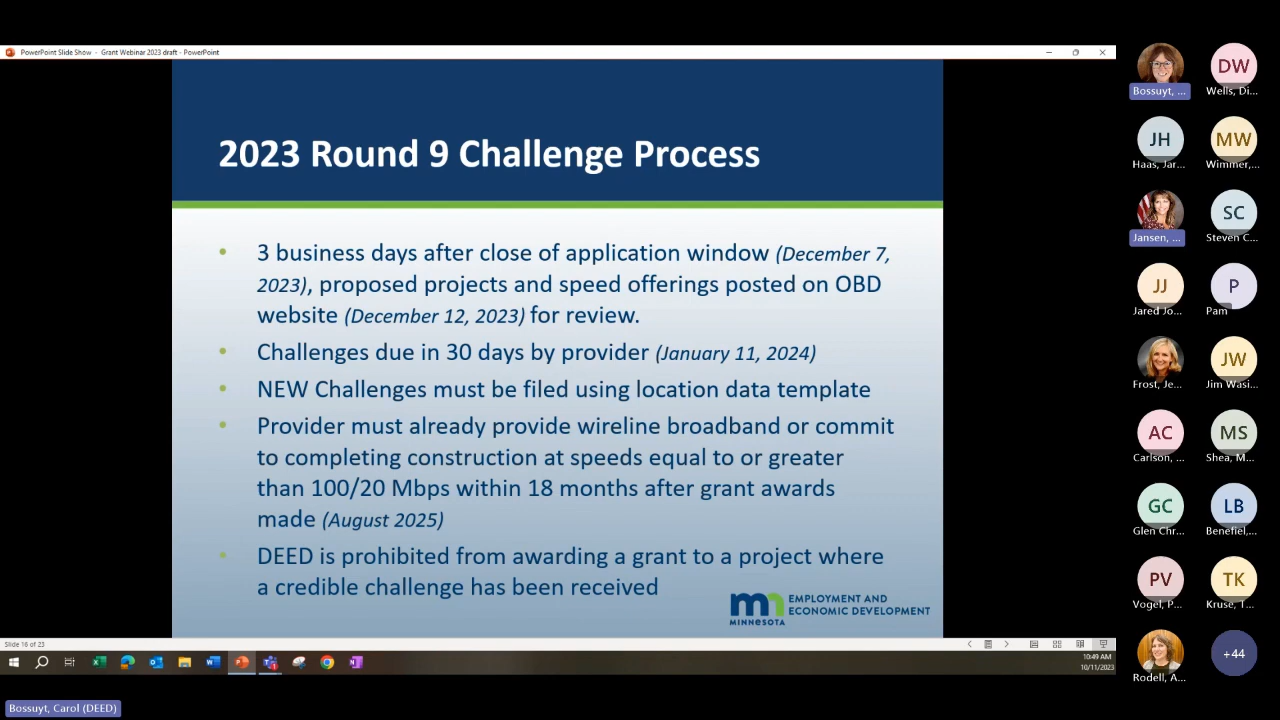 PowerPoint Slide Show - Grant Webinar 2023 draft - PowerPoint
2023 Round 9 Challenge Process
• 3 business days after close of application window (December 7,
2023), proposed projects and speed offerings posted on OBD
website (December 12, 2023) for review.
• Challenges due in 30 days by provider (January 11, 2024)
• NEW Challenges must be filed using location data template
• Provider must already provide wireline broadband or commit
to completing construction at speeds equal to or greater
than 100/20 Mbps within 18 months after grant awards
made (August 2025)
• DEED is prohibited from awarding a grant to a project where
a credible challenge has been received
mn
MINNESOTA
EMPLOYMENT AND
ECONOMIC DEVELOPMENT
Slide 16 of 23
10:49 AM
10/11/2023
Bossuyt, Carol (DEED)
Bossuyt, ...
DW
Wells, Di...
JH
Haas, Jar...
MW
Wimmer,...
Jansen, ...
SC
Steven C...
JJ
Jared Jo...
P
Pam
Frost, Je...
JW
Jim Wasi...
AC
Carlson, ...
MS
Shea, M...
GC
Glen Chr...
LB
Benefiel,...
PV
Vogel, P...
TK
Kruse, T...
Rodell, A...
+44